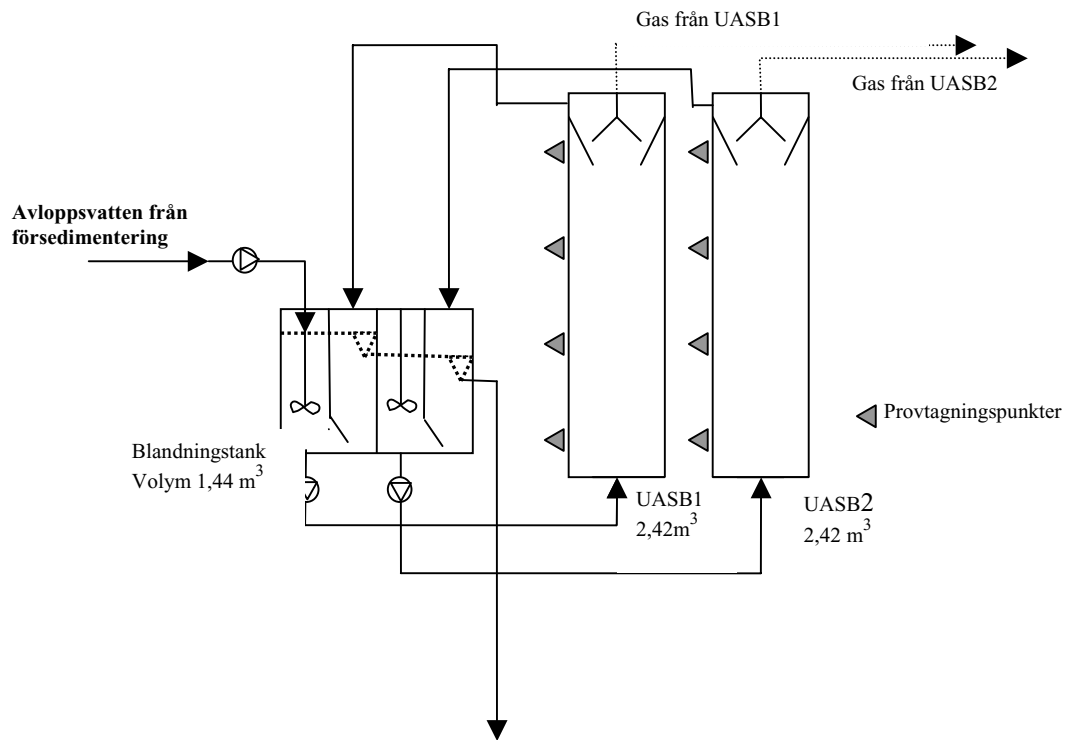 Gas från UASB1
Gas från UASB2
Avloppsvatten från
försedimentering
Provtagningspunkter
Blandningstank
Volym 1,44 m³
UASB1
2,42m³
UASB2
2,42 m³